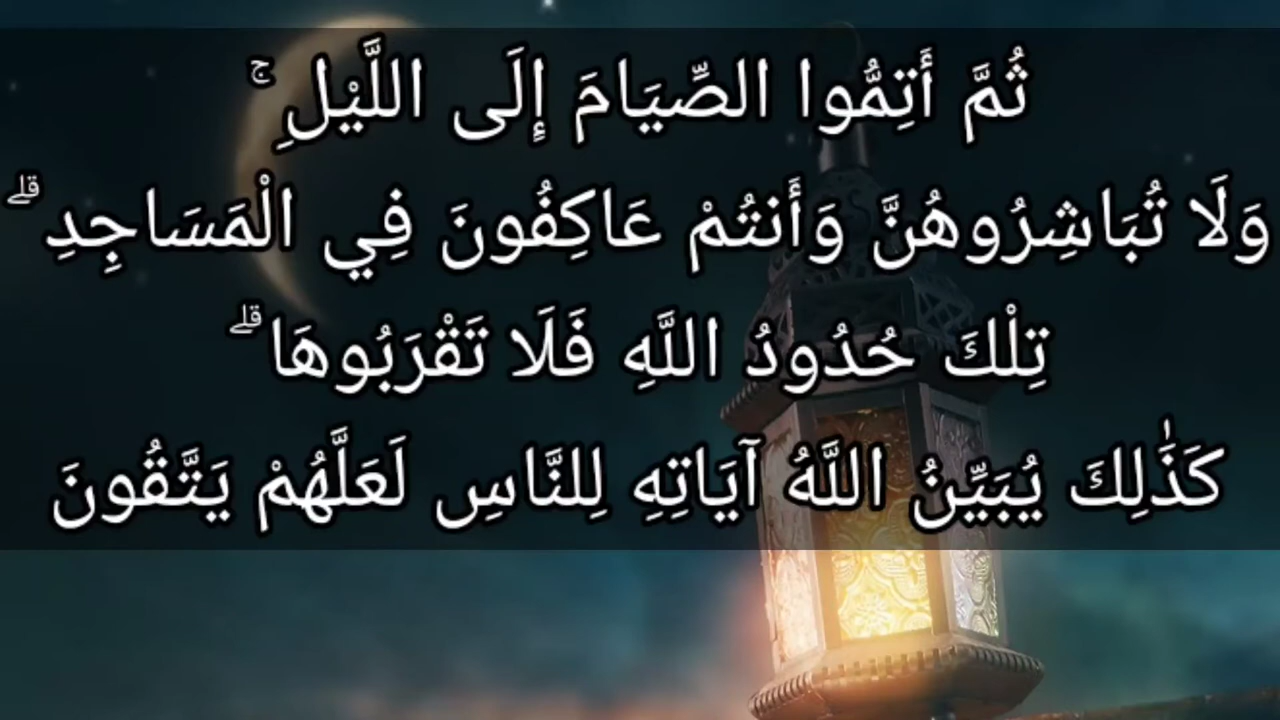 ثُمَّ أَتِمُّوا الصِّيَامَ إِلَى اللَّيْلِ ۚ
وَلَا تُبَاشِرُوهُنَّ وَأَنتُمْ عَاكِفُونَ فِي الْمَسَاجِدِ ۗ
تِلْكَ حُدُودُ اللَّهِ فَلَا تَقْرَبُوهَا ۗ
كَذَٰلِكَ يُبَيِّنُ اللَّهُ آيَاتِهِ لِلنَّاسِ لَعَلَّهُمْ يَتَّقُونَ